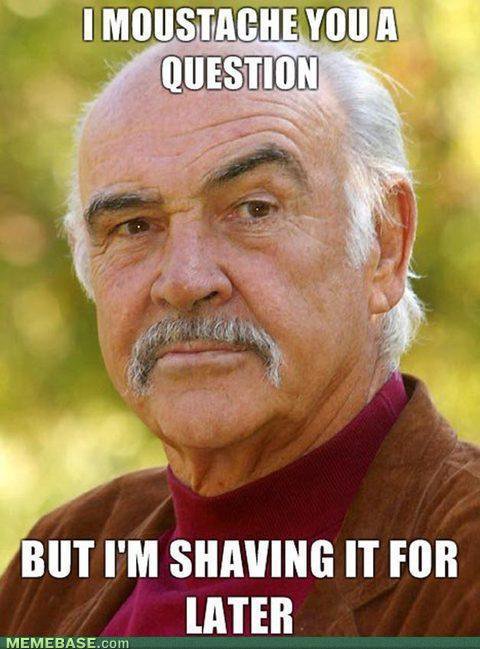 I MOUSTACHE YOU A
QUESTION
BUT I'M SHAVING IT FOR
LATER
MEMEBASE.com